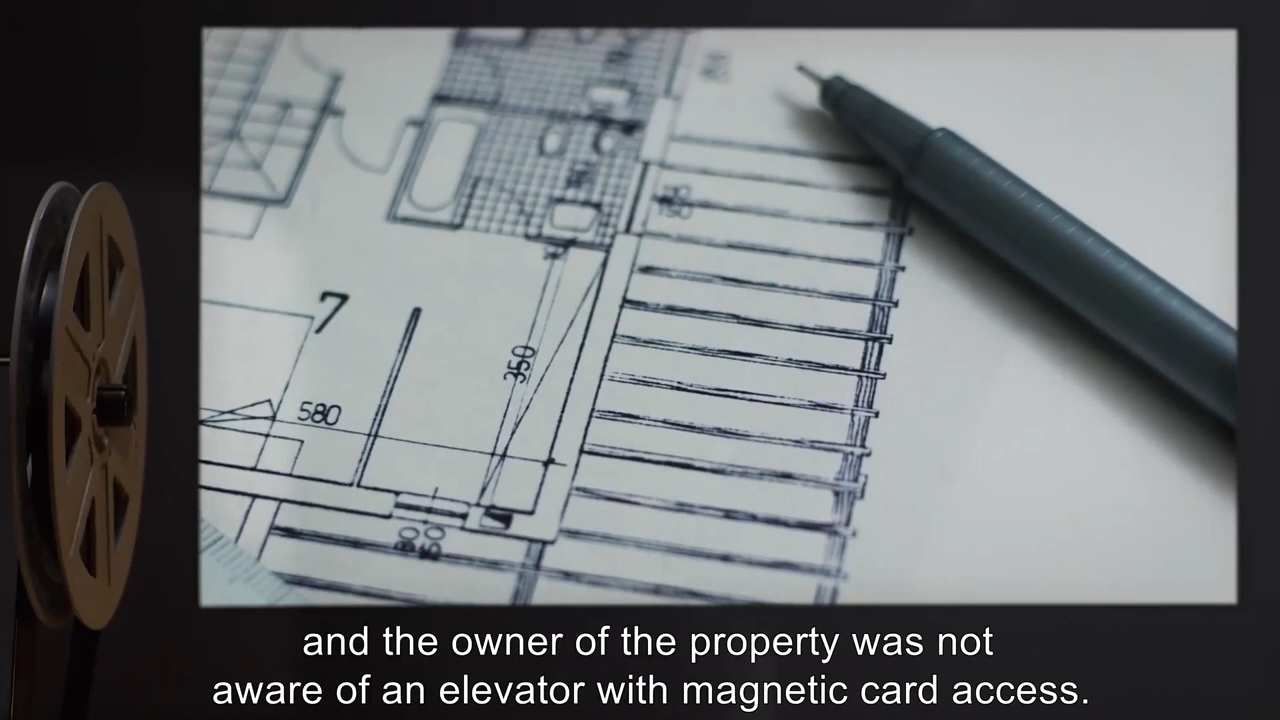 7
350
580
90
and the owner of the property was not
aware of an elevator with magnetic card access.